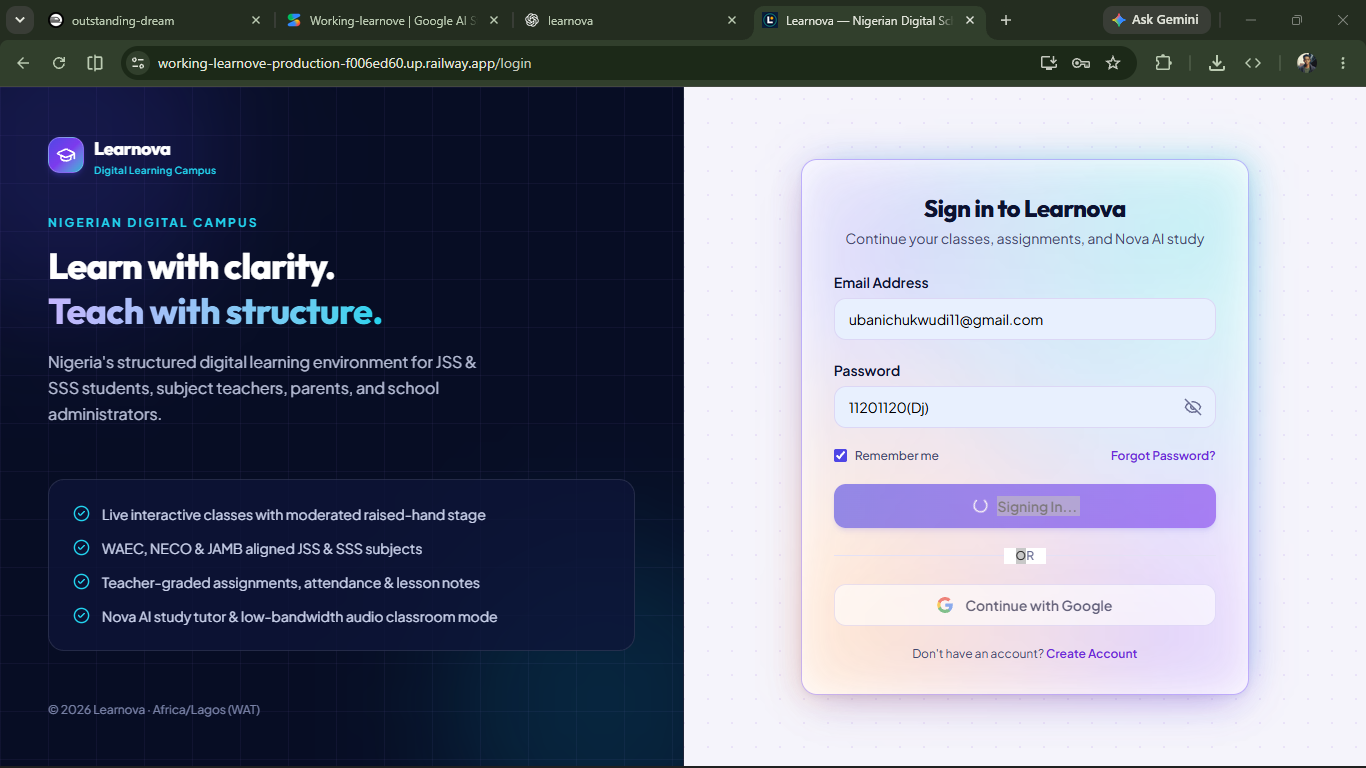 outstanding-dream
Working-learnove | Google AI S
learnova
Learnova — Nigerian Digital Sc
Ask Gemini
working-learnove-production-f006ed60.up.railway.app/login
Learnova
Digital Learning Campus
NIGERIAN DIGITAL CAMPUS
Learn with clarity.
Teach with structure.
Nigeria's structured digital learning environment for JSS &
SSS students, subject teachers, parents, and school
administrators.
Live interactive classes with moderated raised-hand stage
WAEC, NECO & JAMB aligned JSS & SSS subjects
Teacher-graded assignments, attendance & lesson notes
Nova AI study tutor & low-bandwidth audio classroom mode
© 2026 Learnova · Africa/Lagos (WAT)
Sign in to Learnova
Continue your classes, assignments, and Nova AI study
Email Address
ubanichukwudi11@gmail.com
Password
11201120(Dj)
Remember me
Forgot Password?
Signing In...
OR
Continue with Google
Don't have an account? Create Account